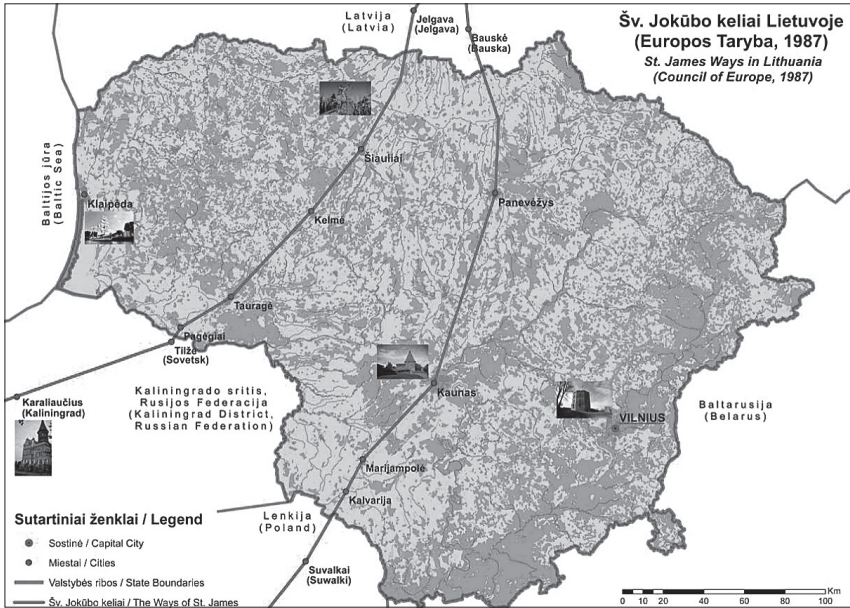 Šv. Jokūbo keliai Lietuvoje
(Europos Taryba, 1987)
St. James Ways in Lithuania
(Council of Europe, 1987)
Latvija
(Latvia)
Jelgava
(Jelgava)
Bauskė
(Bauska)
Baltijos jūra
(Baltic Sea)
Klaipėda
Šiauliai
Kelmė
Panevėžys
Tauragė
Pagėgiai
Tilžė
(Sovetsk)
Karaliaučius
(Kaliningrad)
Kaliningrado sritis,
Rusijos Federacija
(Kaliningrad District,
Russian Federation)
Kaunas
VILNIUS
Baltarusija
(Belarus)
Marijampolė
Kalvarija
Lenkija
(Poland)
Suvalkai
(Suwalki)
Sutartiniai ženklai / Legend
Sostinė / Capital City
Miestai / Cities
Valstybės ribos / State Boundaries
Šv. Jokūbo keliai / The Ways of St. James
Km
0 10 20 40 60 80 100